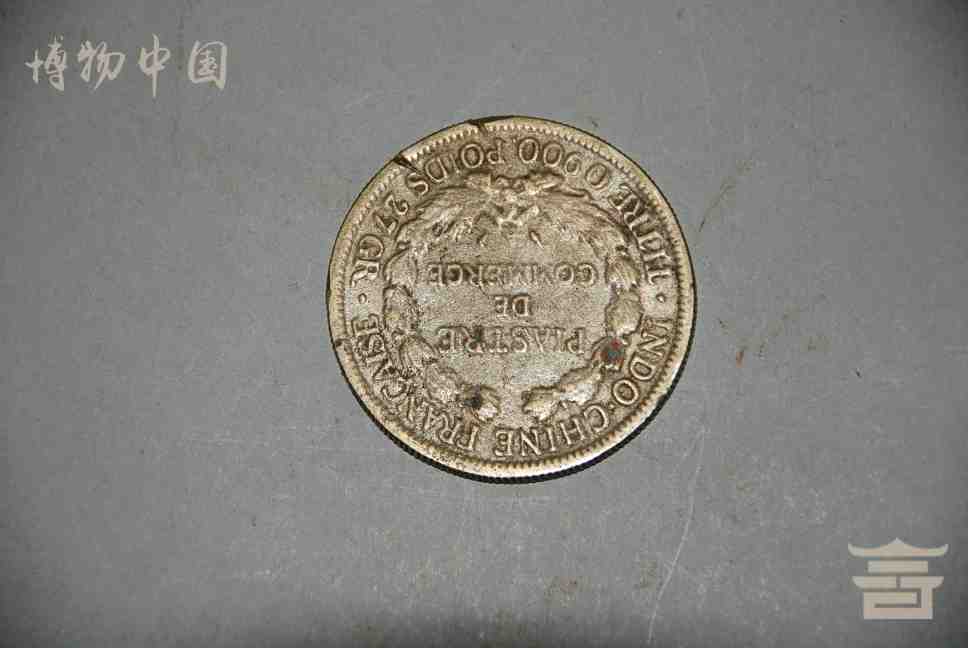 博物中国
INDO-CHINE FRANÇAISE
PIASTRE
DE
COMMERCE
TITRE 0,900 POIDS 27 GR.